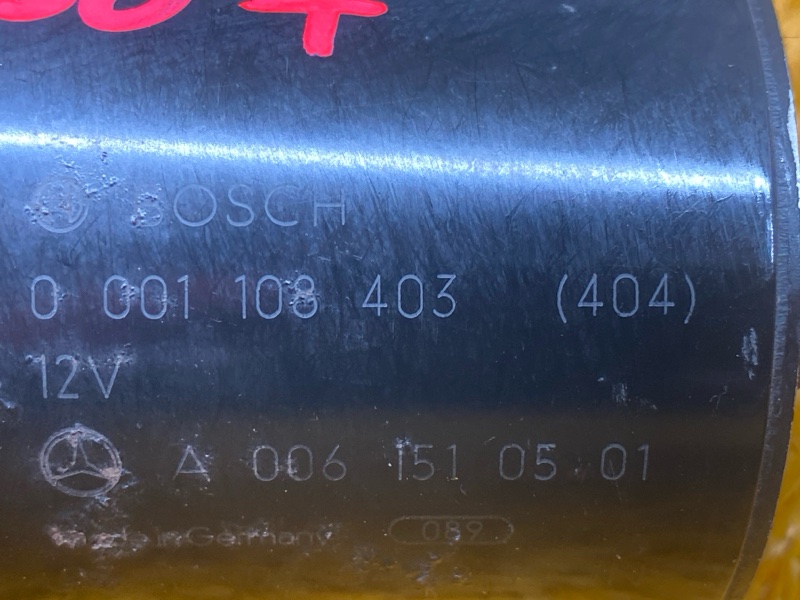 BOSCH
0 001 108 403 (404)
12V
A 006 151 05 01
made in Germany 089